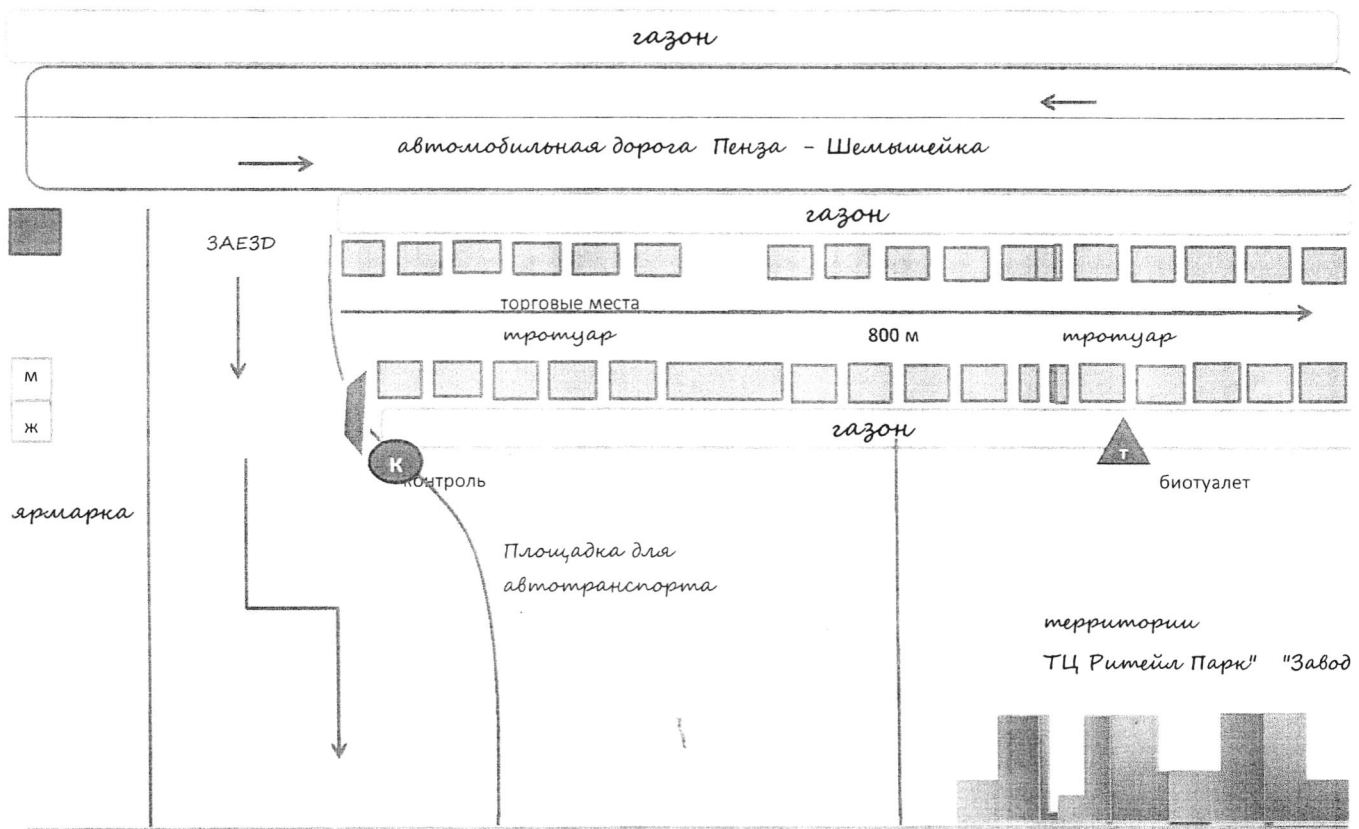 газон
автомобильная дорога Пенза - Шемышейка
газон
ЗАЕЗD
торговые места
тротуар 800 м тротуар
м
ж
газон
К
контроль
т
биотуалет
ярмарка
Площадка для
автотранспорта
территории
ТЦ Ритейл Парк" "Завод